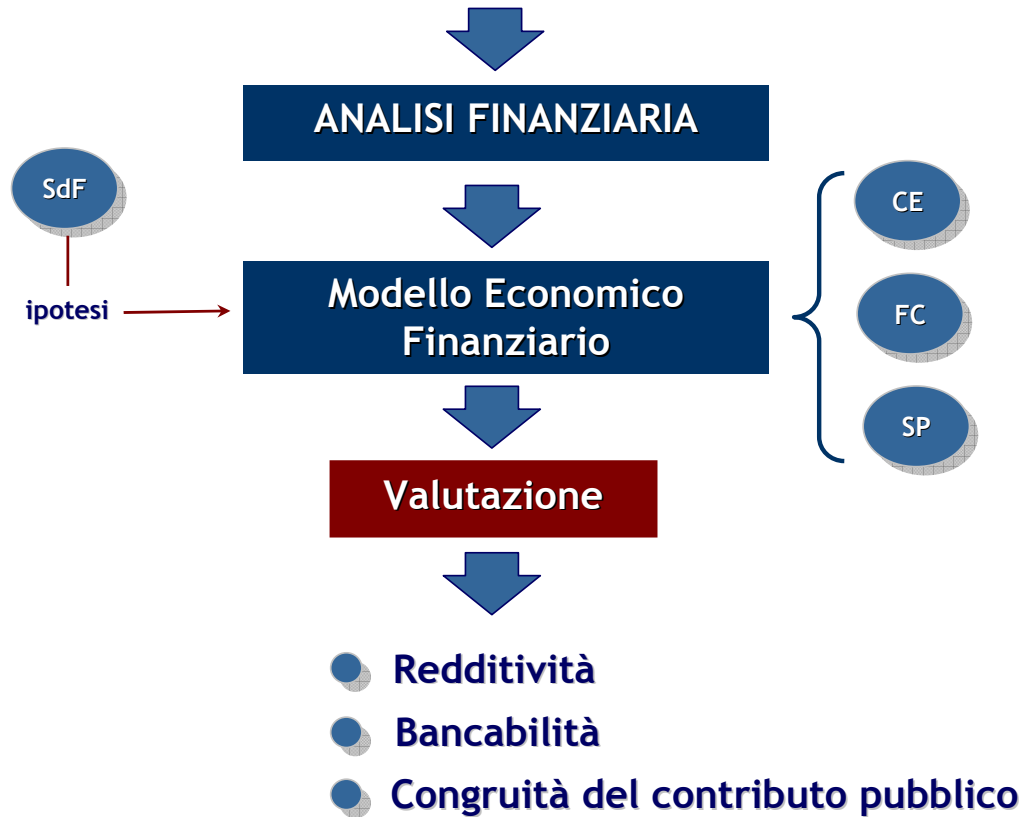 ANALISI FINANZIARIA
SdF
CE
ipotesi
Modello Economico
Finanziario
FC
SP
Valutazione
Redditività
Bancabilità
Congruità del contributo pubblico